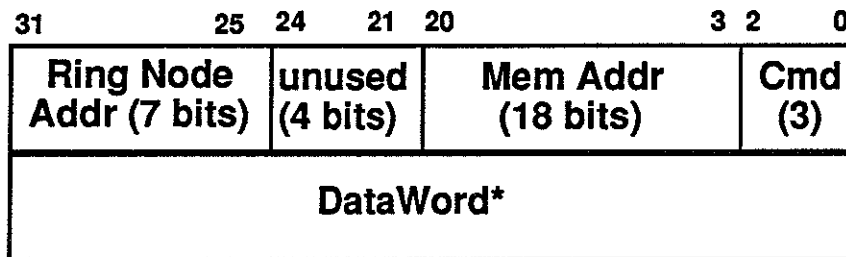 31 25 24 21 20 3 2 0
Ring Node unused Mem Addr Cmd
Addr (7 bits) (4 bits) (18 bits) (3)
DataWord*